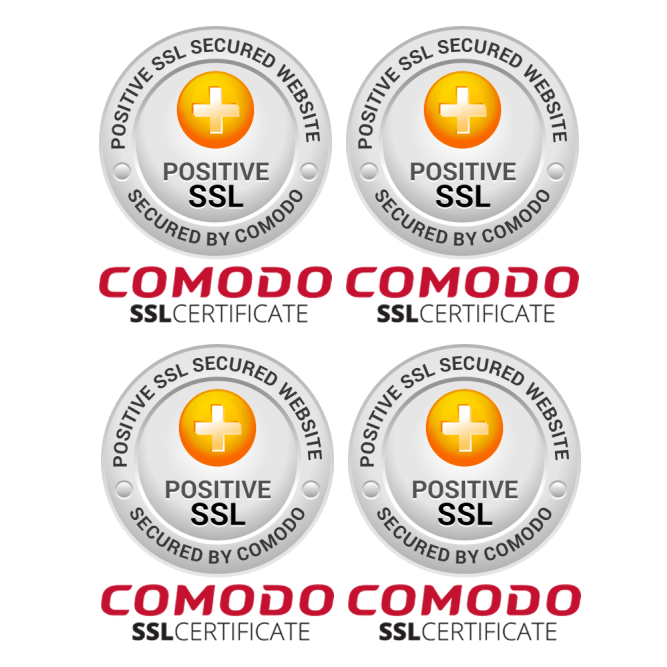 POSITIVE SSL SECURED WEBSITE
POSITIVE
SSL
SECURED BY COMODO
COMODO
SSLCERTIFICATE
POSITIVE SSL SECURED WEBSITE
POSITIVE
SSL
SECURED BY COMODO
COMODO
SSLCERTIFICATE
POSITIVE SSL SECURED WEBSITE
POSITIVE
SSL
SECURED BY COMODO
COMODO
SSLCERTIFICATE
POSITIVE SSL SECURED WEBSITE
POSITIVE
SSL
SECURED BY COMODO
COMODO
SSLCERTIFICATE